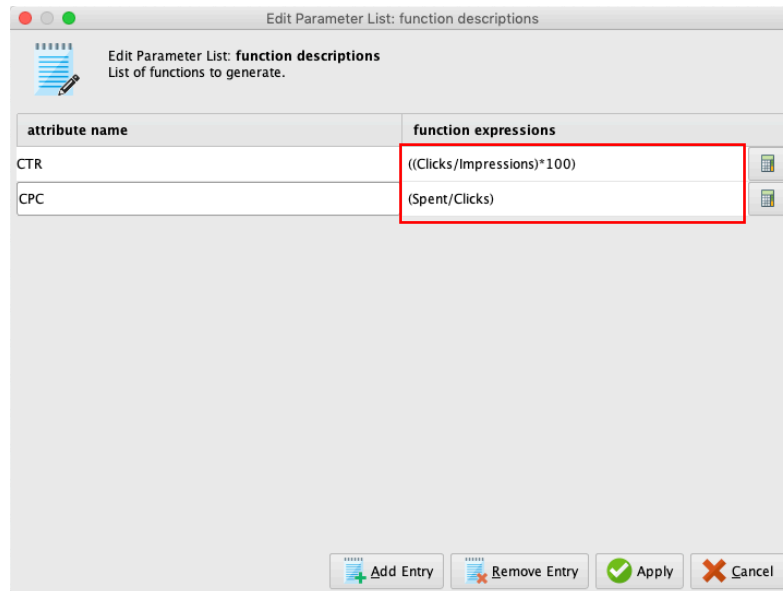 Edit Parameter List: function descriptions
Edit Parameter List: function descriptions
List of functions to generate.
attribute name function expressions
CTR ((Clicks/Impressions)*100)
CPC (Spent/Clicks)
Add Entry Remove Entry Apply Cancel